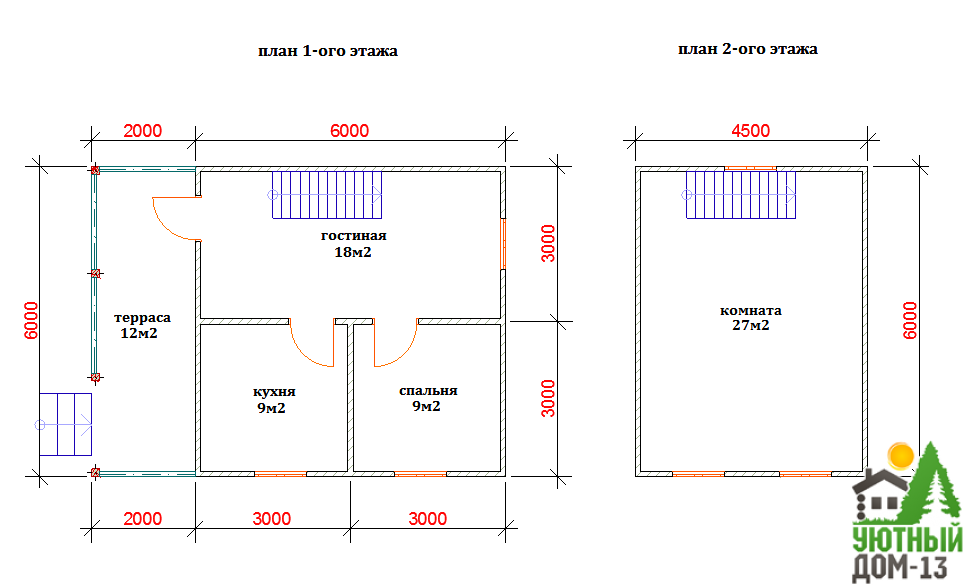 план 1-ого этажа
план 2-ого этажа
2000
6000
4500
гостиная
18м2
3000
6000
терраса
12м2
комната
27м2
6000
кухня
9м2
спальня
9м2
3000
2000
3000
3000
УЮТНЫЙ
ДОМ-13